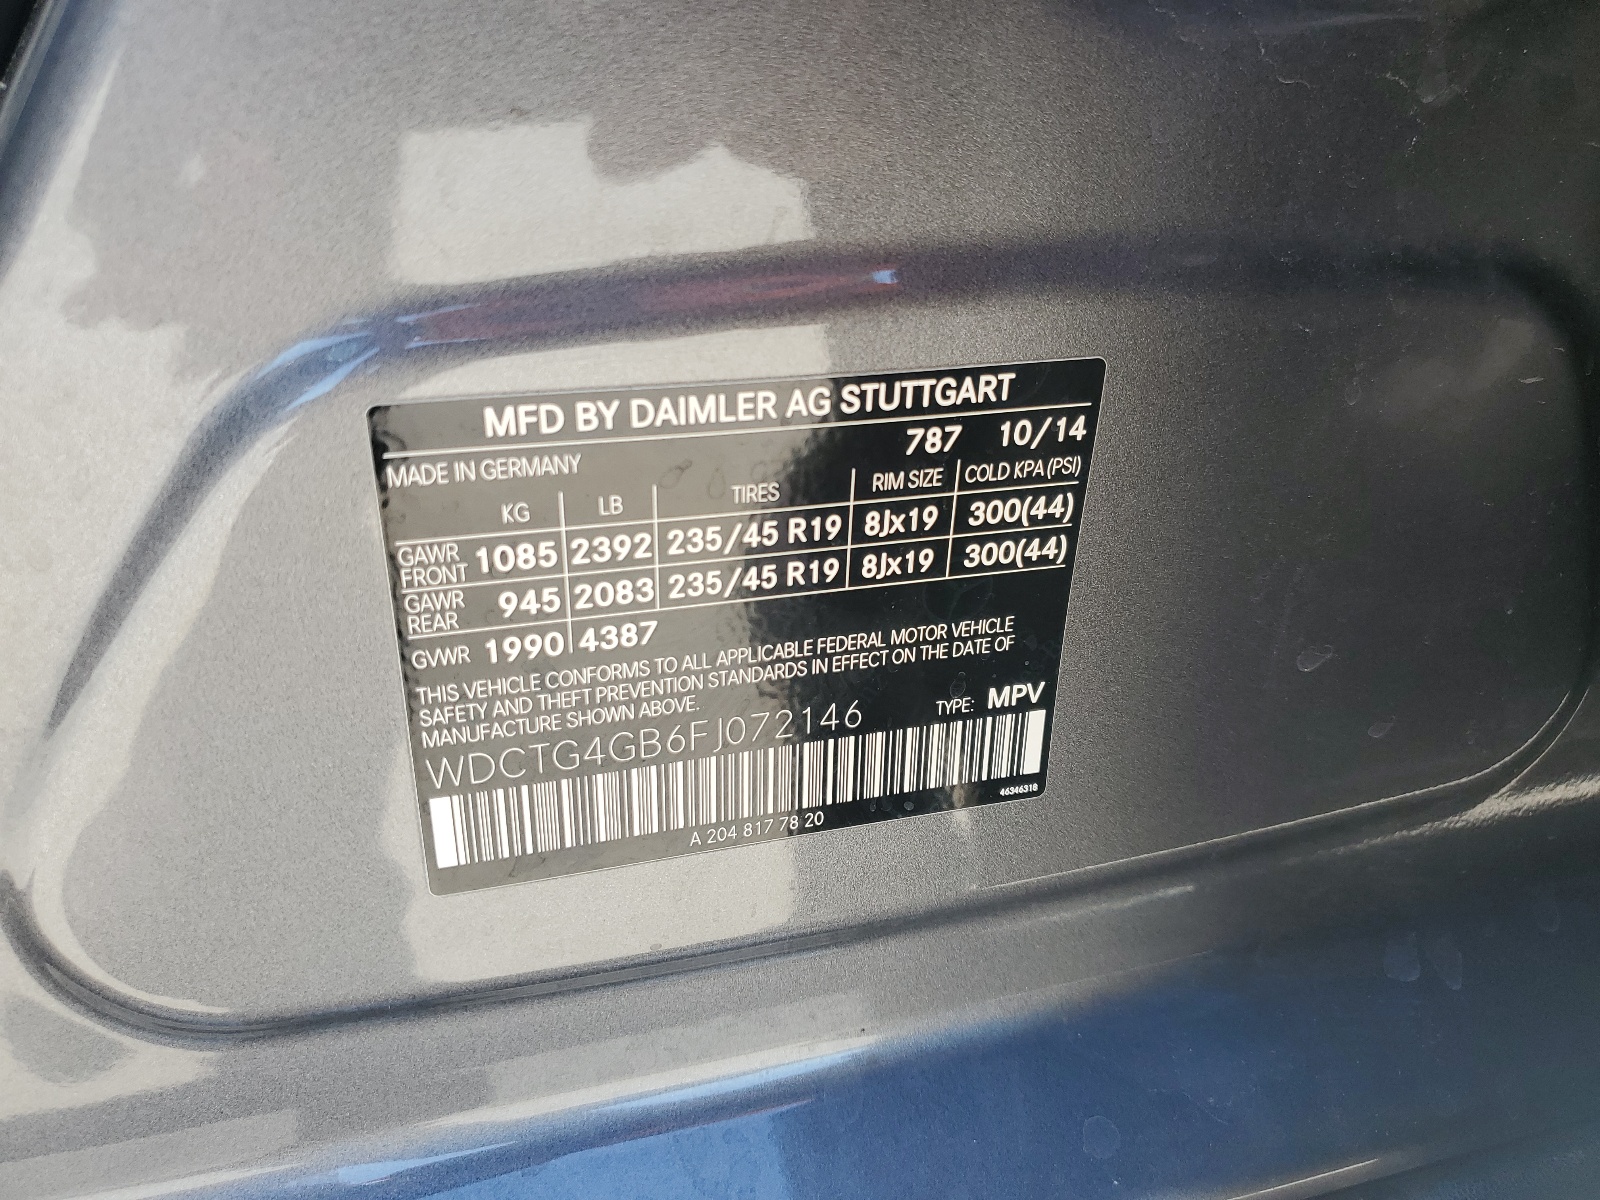 MFD BY DAIMLER AG STUTTGART
787 10/14
MADE IN GERMANY
KG LB TIRES RIM SIZE COLD KPA (PSI)
GAWR FRONT 1085 2392 235/45 R19 8Jx19 300(44)
GAWR REAR 945 2083 235/45 R19 8Jx19 300(44)
GVWR 1990 4387
THIS VEHICLE CONFORMS TO ALL APPLICABLE FEDERAL MOTOR VEHICLE
SAFETY AND THEFT PREVENTION STANDARDS IN EFFECT ON THE DATE OF
MANUFACTURE SHOWN ABOVE.
WDCTG4GB6FJ072146 TYPE: MPV
46346318
A 204 817 78 20